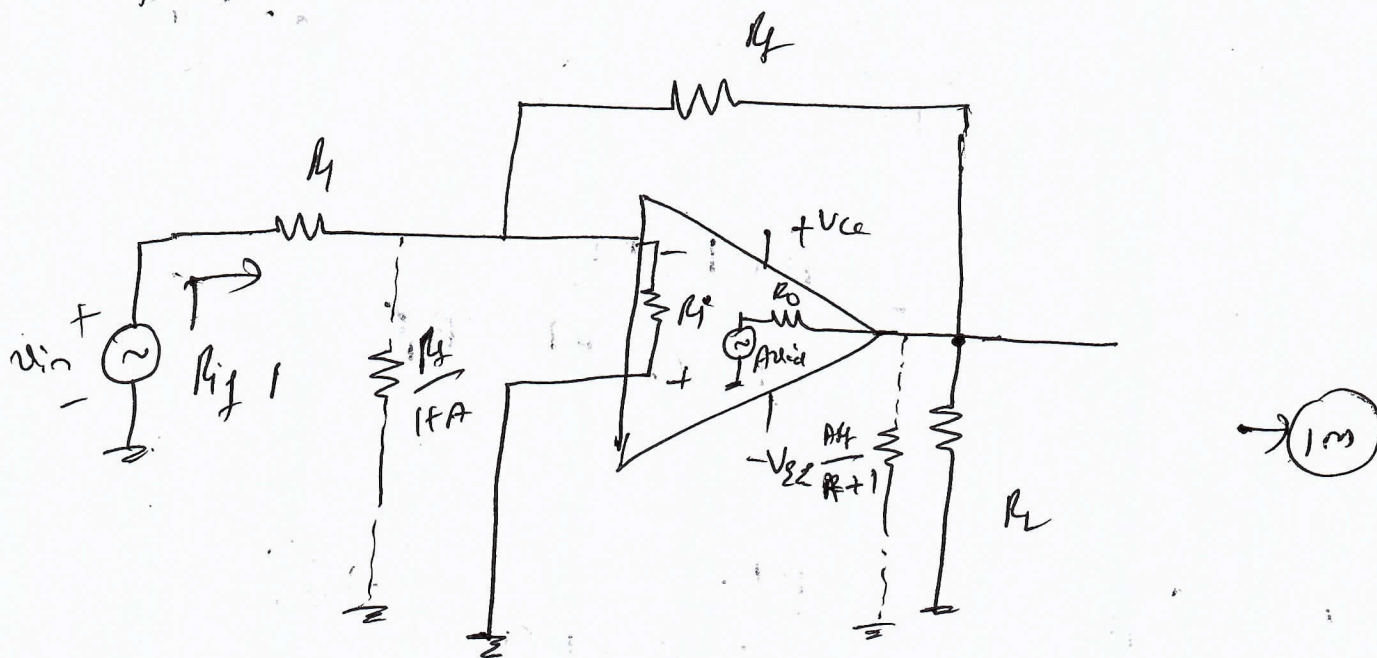 Rf
R1
+Vcc
-
Ro
vin
+
-
Rif
Rf
1+A
Ri
+
Avid
-VEE
Rf
A+1
RL
1m